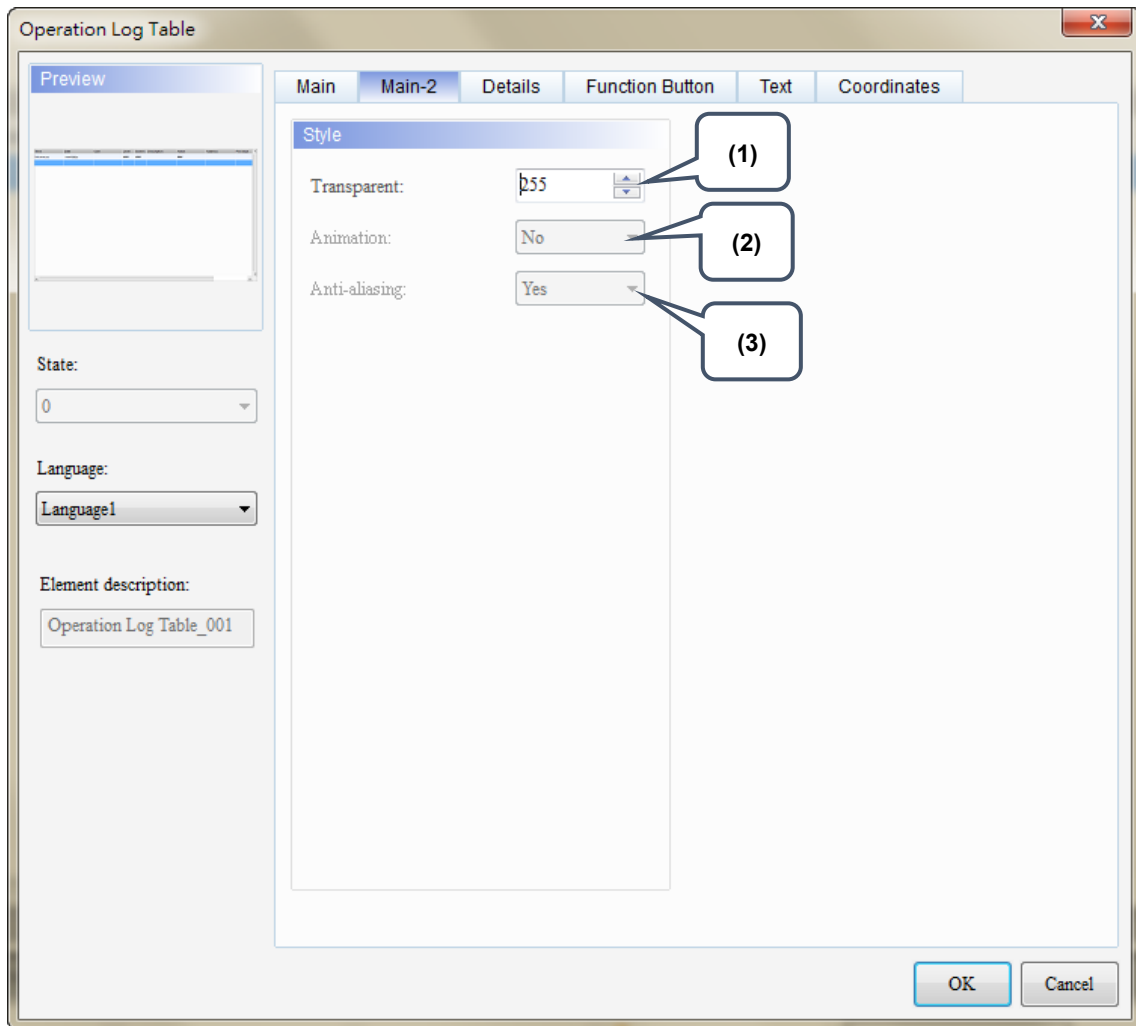 Operation Log Table
Preview
Main Main-2 Details Function Button Text Coordinates
Style
Transparent: 255
(1)
Animation: No
(2)
Anti-aliasing: Yes
(3)
State:
0
Language:
Language1
Element description:
Operation Log Table_001
OK Cancel